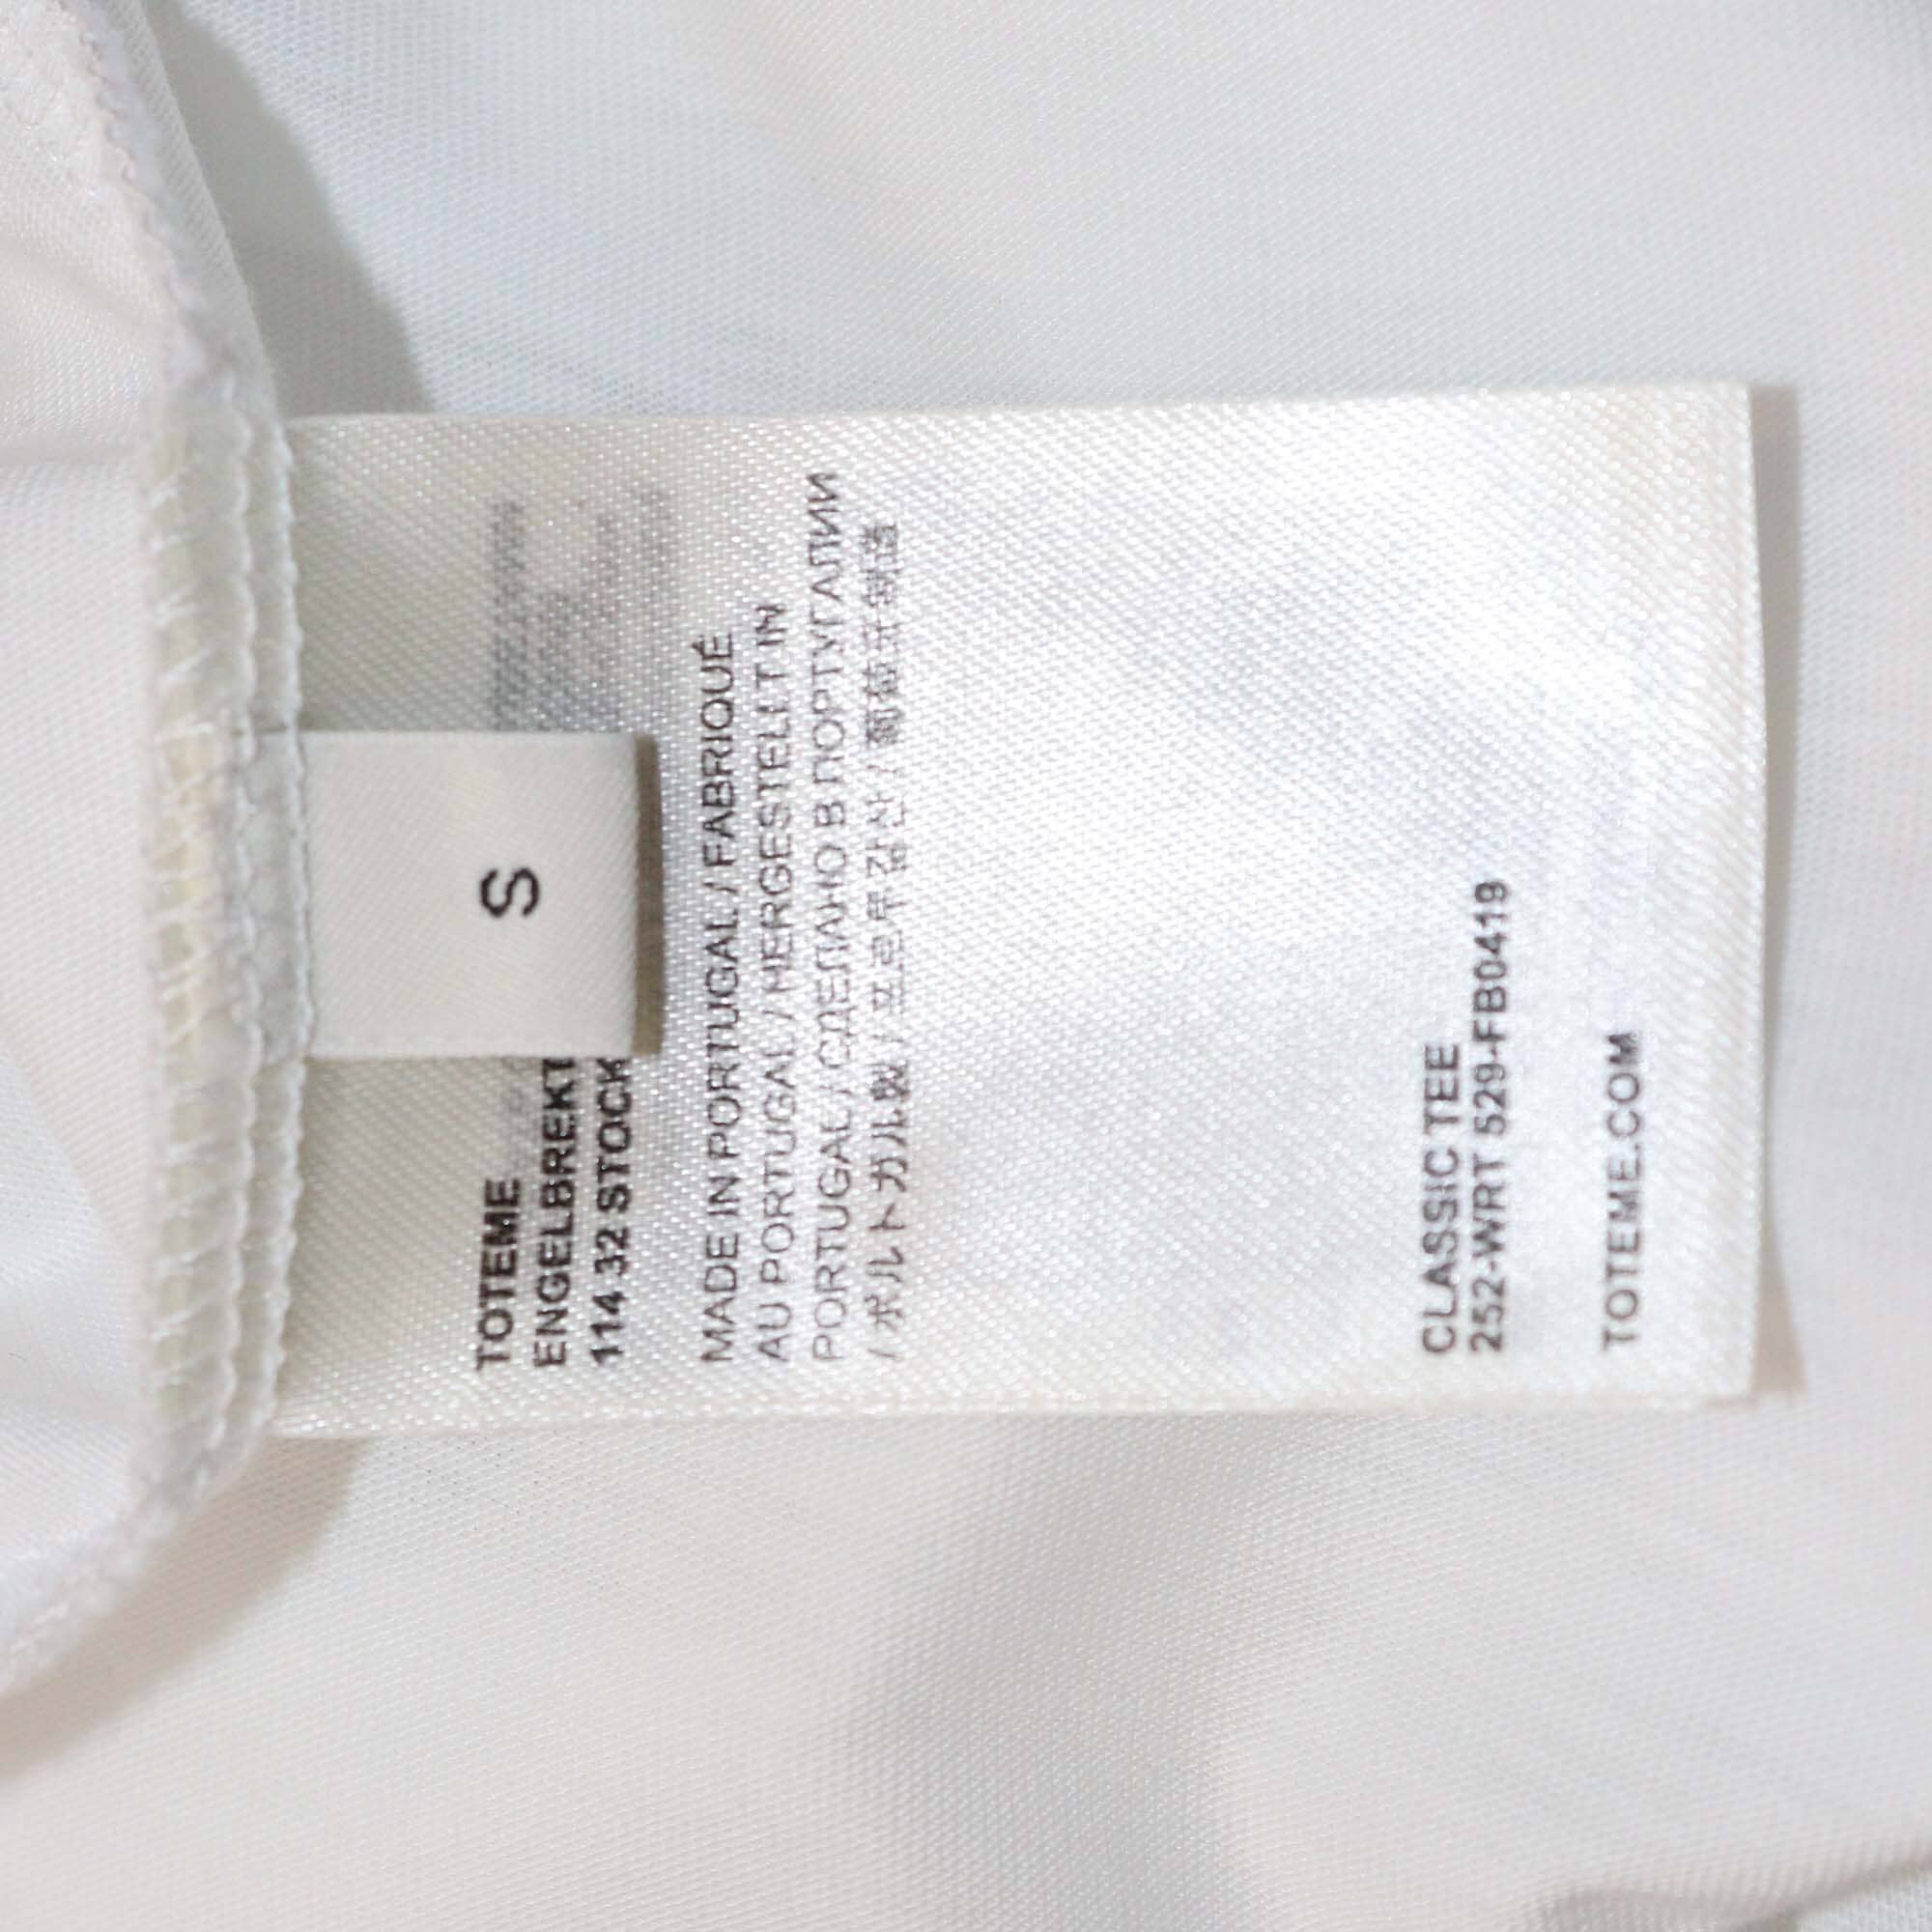 S
TOTEME
ENGELBREKT
114 32 STOCK
MADE IN PORTUGAL / FABRIQUÉ
AU PORTUGAL / HERGESTELLT IN
PORTUGAL / СДЕЛАНО В ПОРТУГАЛИИ
/ ポルトガル製 / 포르투갈산 / 葡萄牙制造
CLASSIC TEE
252-WRT 529-FB0419
TOTEME.COM